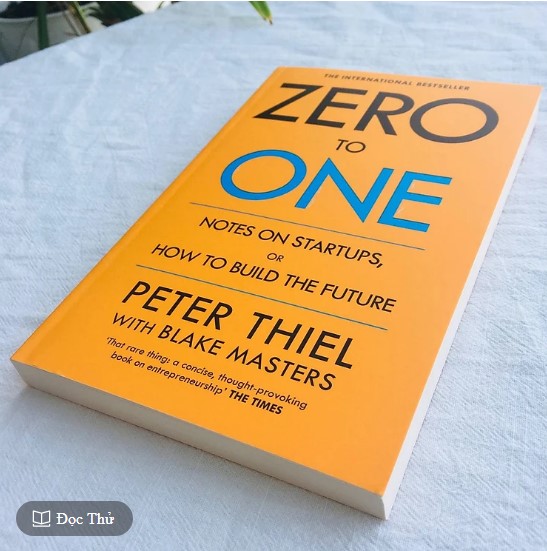 THE INTERNATIONAL BESTSELLER
ZERO
TO
ONE
NOTES ON STARTUPS,
OR
HOW TO BUILD THE FUTURE
PETER THIEL
WITH BLAKE MASTERS
'That rare thing: a concise, thought-provoking
book on entrepreneurship' THE TIMES
Đọc Thử